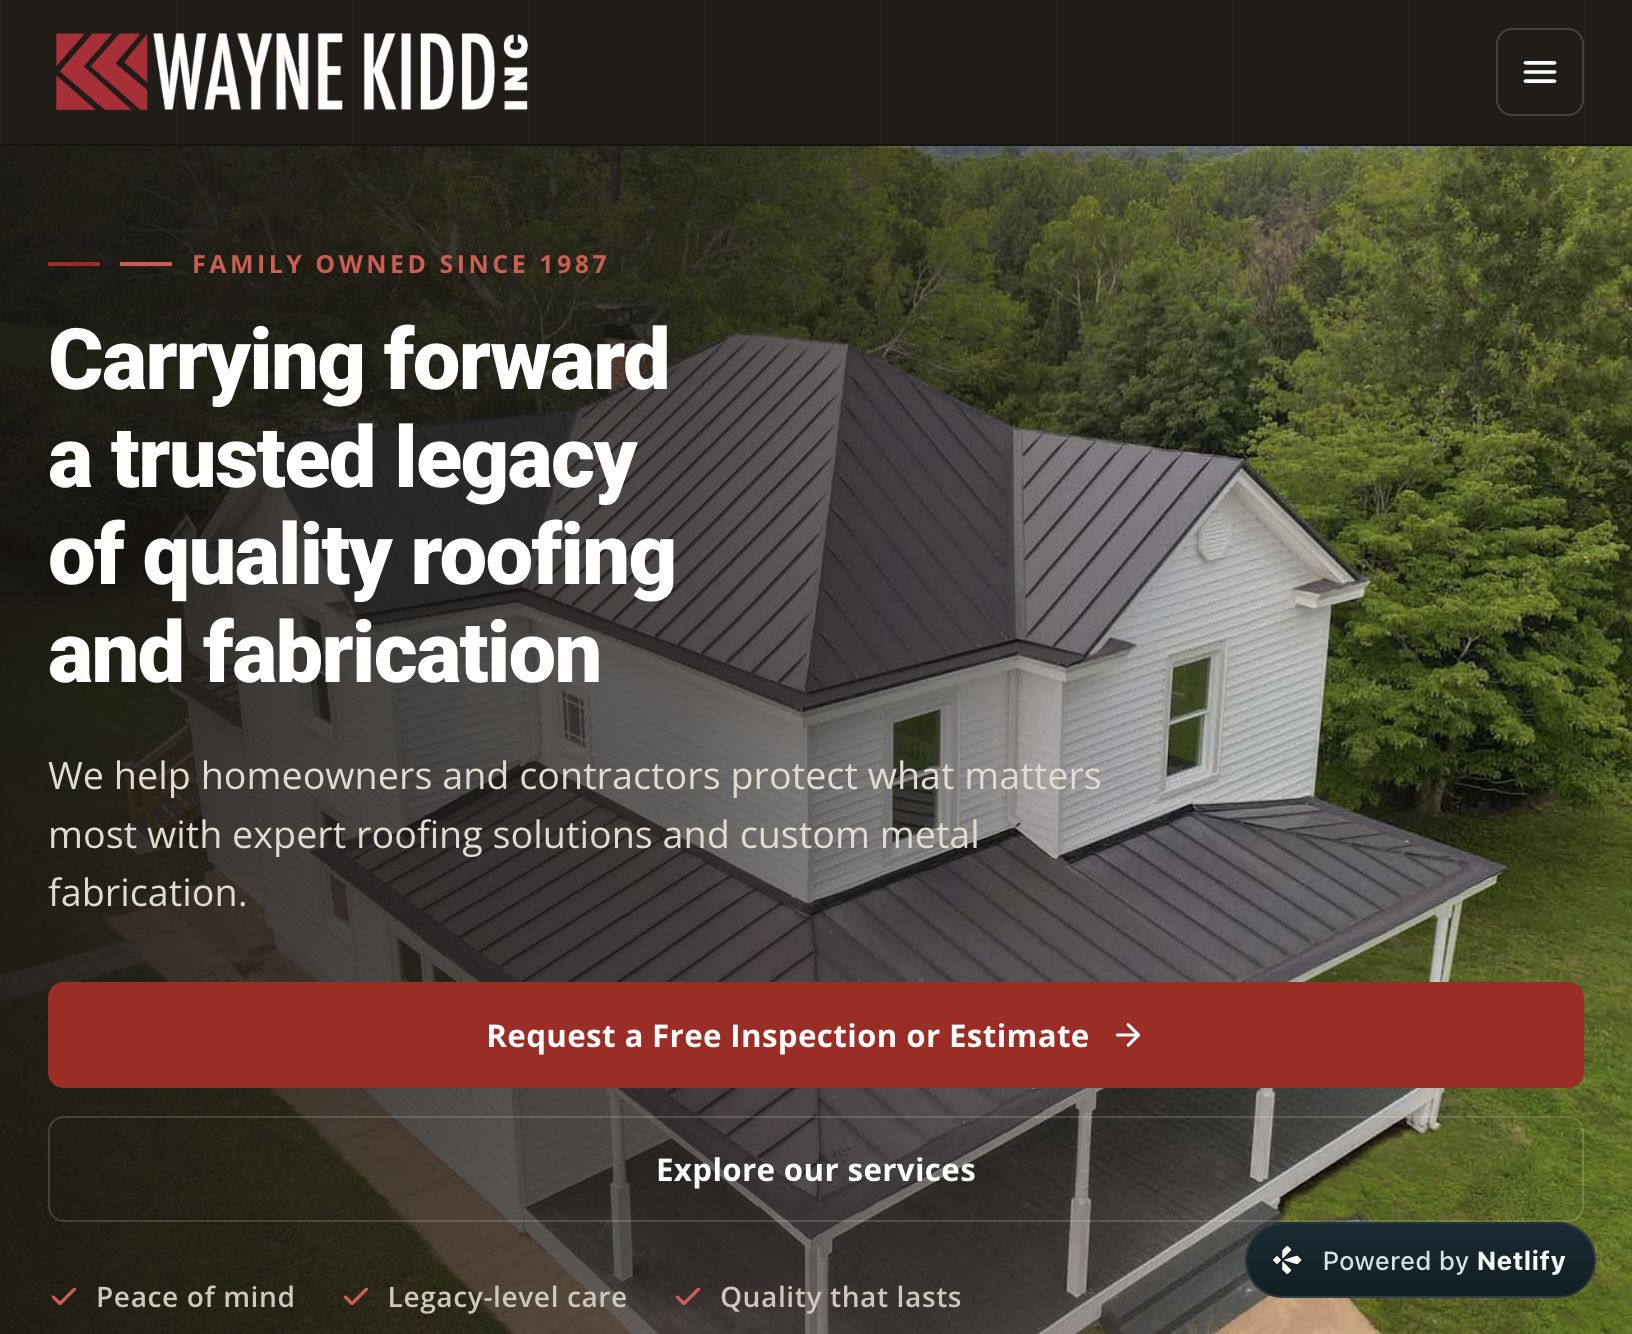 WAYNE KIDD INC
FAMILY OWNED SINCE 1987
Carrying forward
a trusted legacy
of quality roofing
and fabrication
We help homeowners and contractors protect what matters
most with expert roofing solutions and custom metal
fabrication.
Request a Free Inspection or Estimate →
Explore our services
Powered by Netlify
Peace of mind
Legacy-level care
Quality that lasts